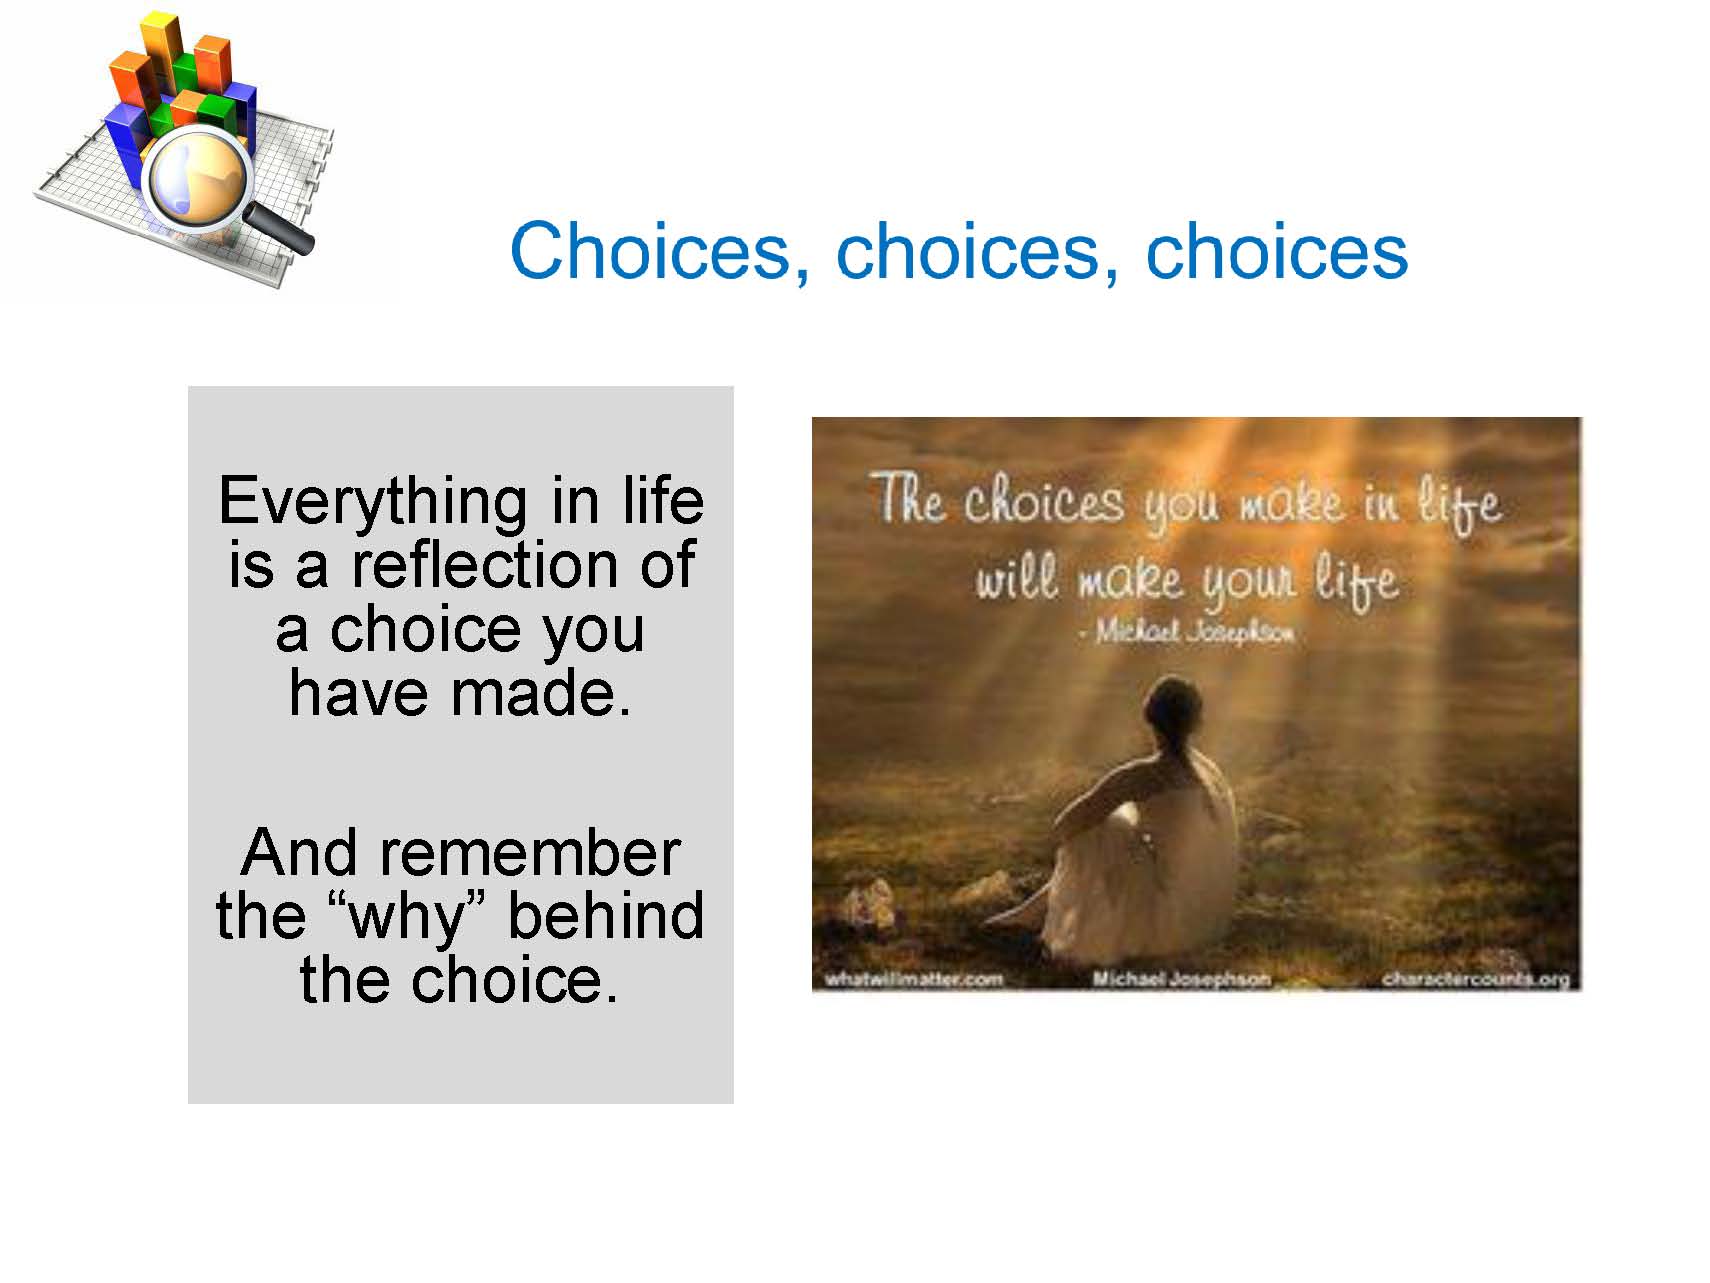 Choices, choices, choices
Everything in life
is a reflection of
a choice you
have made.
And remember
the “why” behind
the choice.
The choices you make in life
will make your life
- Michael Josephson
whatwillmatter.com
Michael Josephson
charactercounts.org